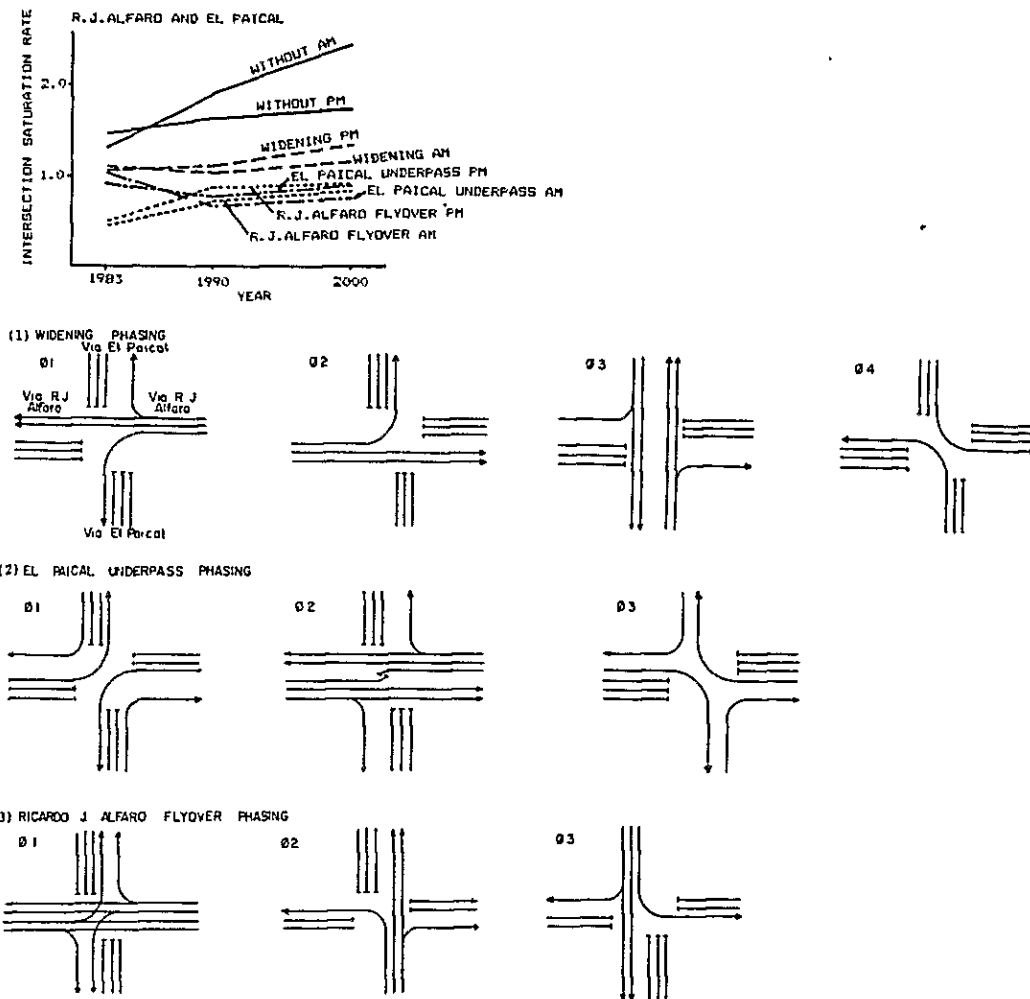 R.J.ALFARO AND EL PAICAL
INTERSECTION SATURATION RATE
2.0
1.0
WITHOUT AM
WITHOUT PM
WIDENING PM
WIDENING AM
EL PAICAL UNDERPASS PM
EL PAICAL UNDERPASS AM
R.J.ALFARO FLYOVER PM
R.J.ALFARO FLYOVER AM
1983 1990 2000
YEAR
(1) WIDENING PHASING
Via El Paical
Ø1 Ø2 Ø3 Ø4
Via R J Alfaro
Via R J Alfaro
Via El Paical
(2) EL PAICAL UNDERPASS PHASING
Ø1 Ø2 Ø3
3) RICARDO J. ALFARO FLYOVER PHASING
Ø1 Ø2 Ø3